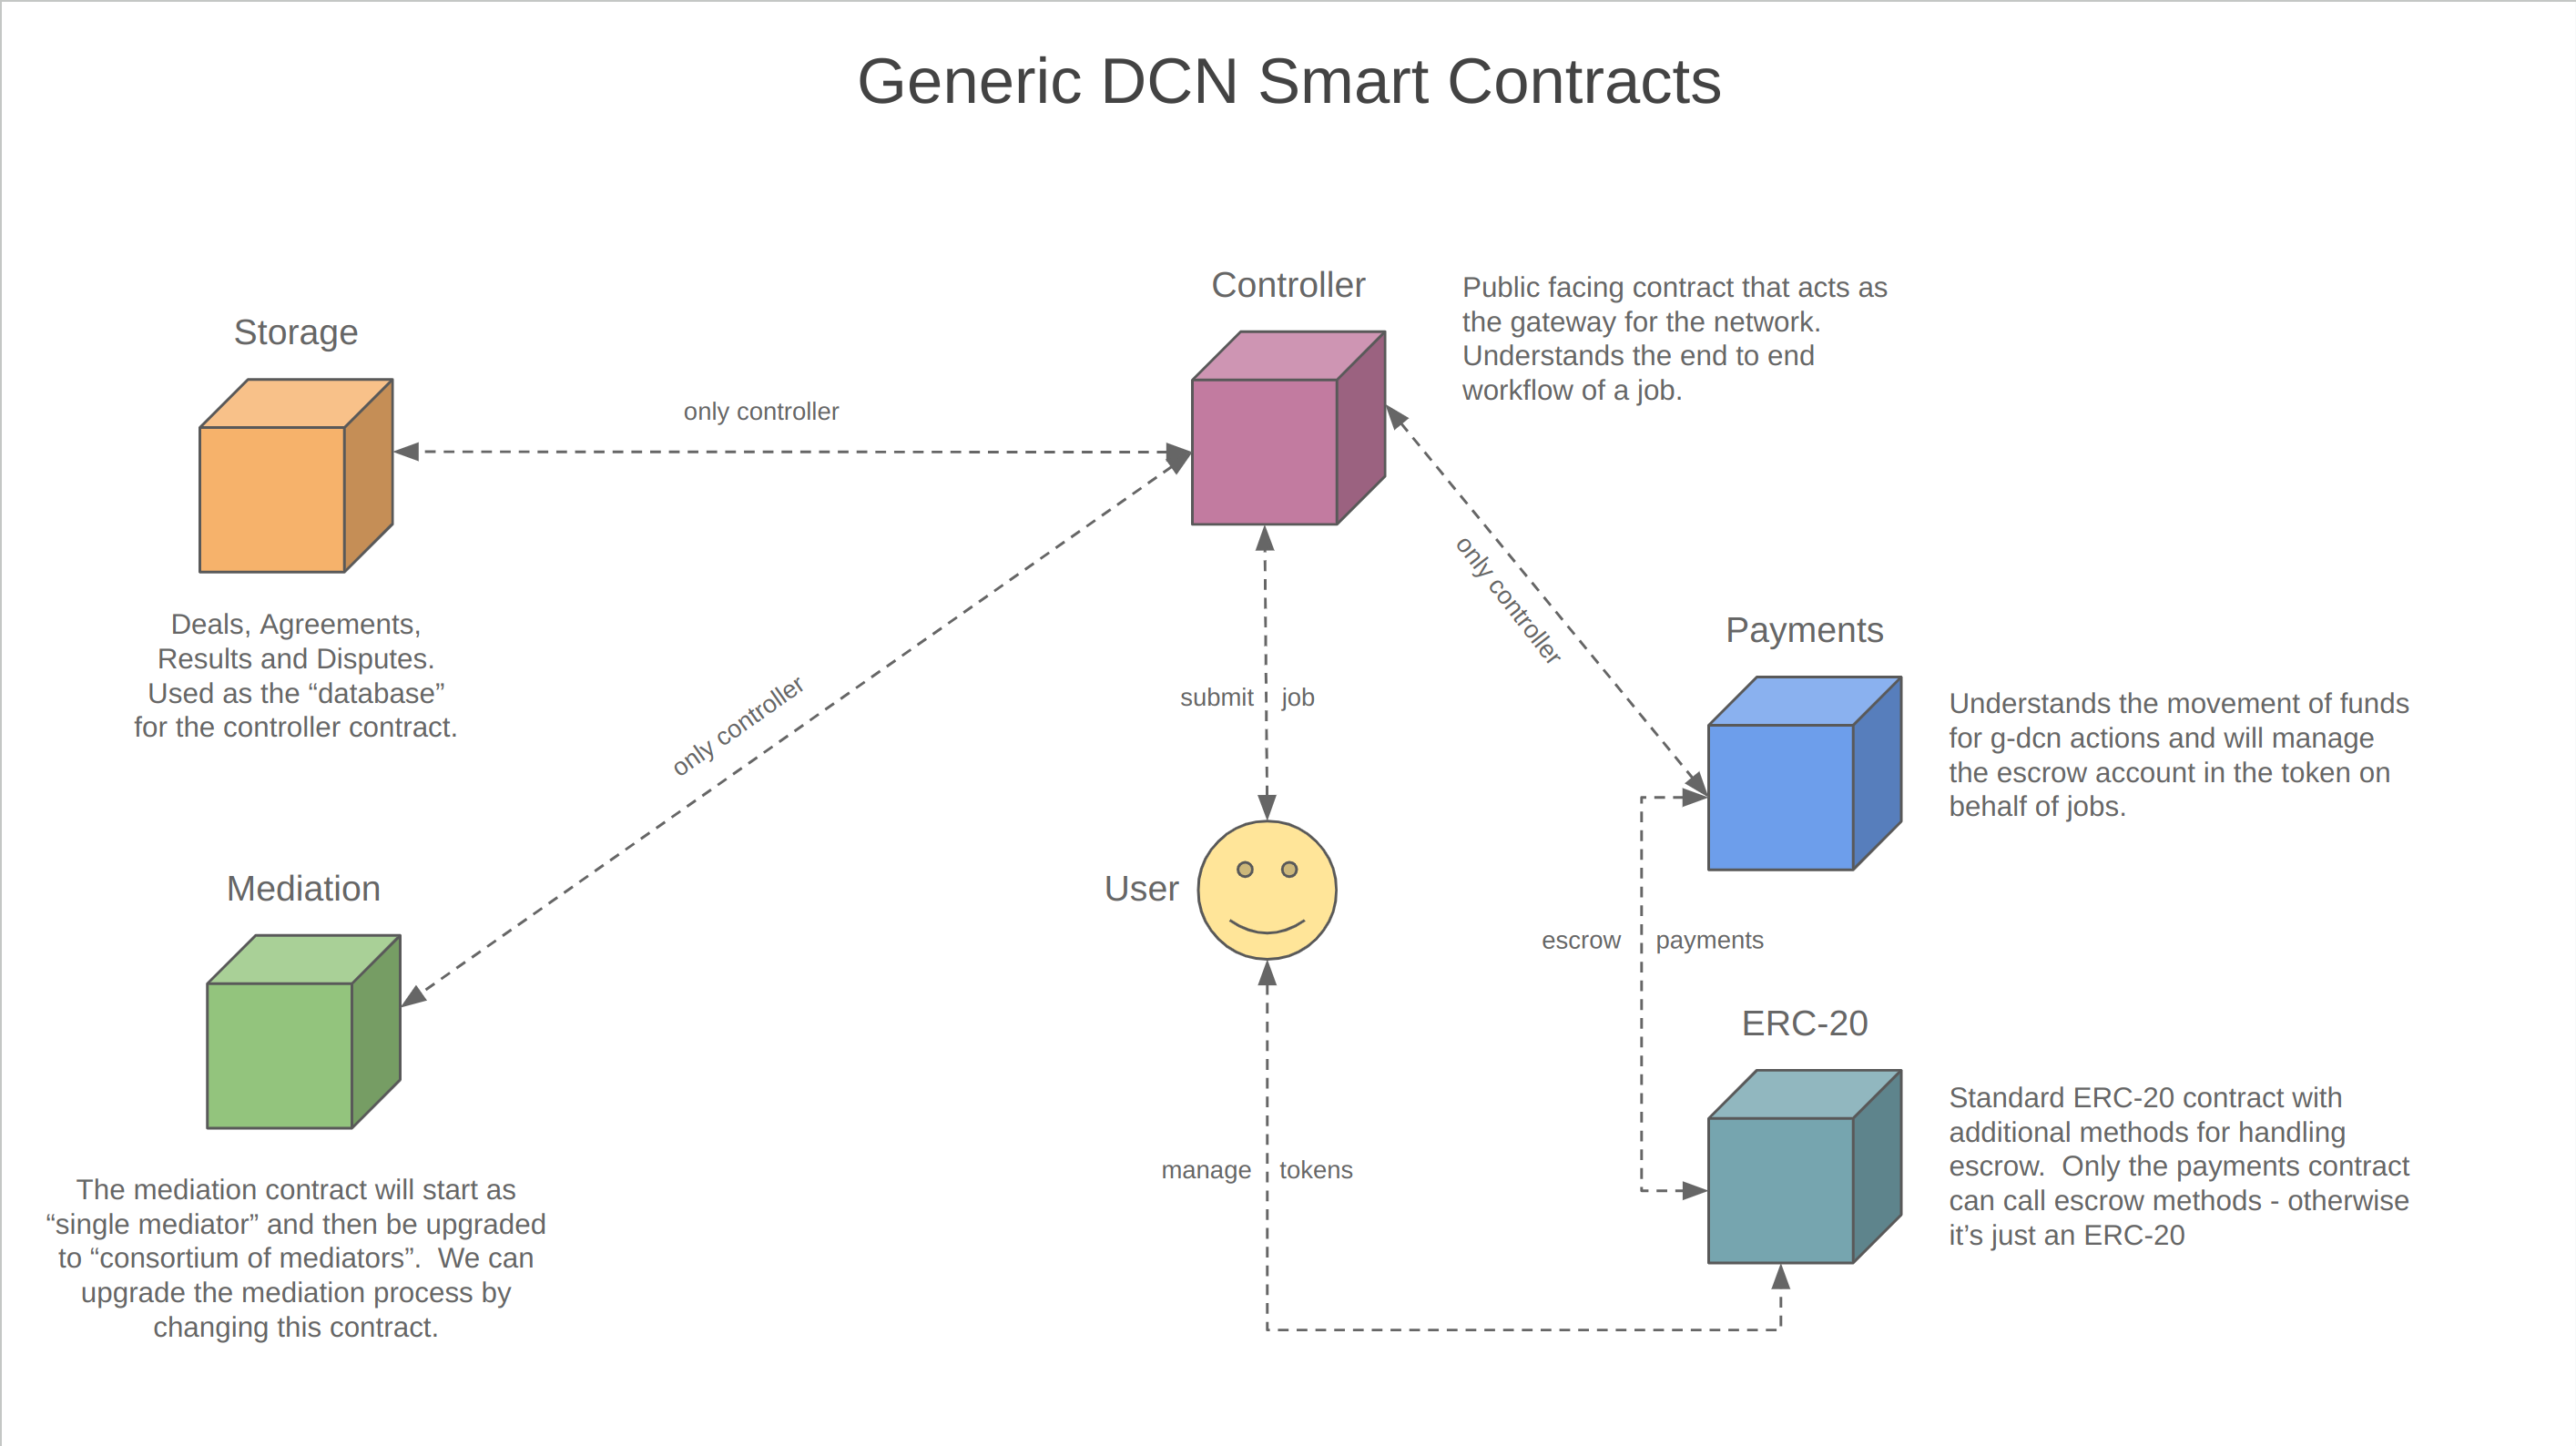 Generic DCN Smart Contracts
Controller
Public facing contract that acts as
the gateway for the network.
Understands the end to end
workflow of a job.
Storage
only controller
Deals, Agreements,
Results and Disputes.
Used as the “database”
for the controller contract.
only controller
only controller
submit job
Payments
Understands the movement of funds
for g-dcn actions and will manage
the escrow account in the token on
behalf of jobs.
Mediation
User
escrow payments
ERC-20
Standard ERC-20 contract with
additional methods for handling
escrow.  Only the payments contract
can call escrow methods - otherwise
it’s just an ERC-20
manage tokens
The mediation contract will start as
“single mediator” and then be upgraded
to “consortium of mediators”.  We can
upgrade the mediation process by
changing this contract.